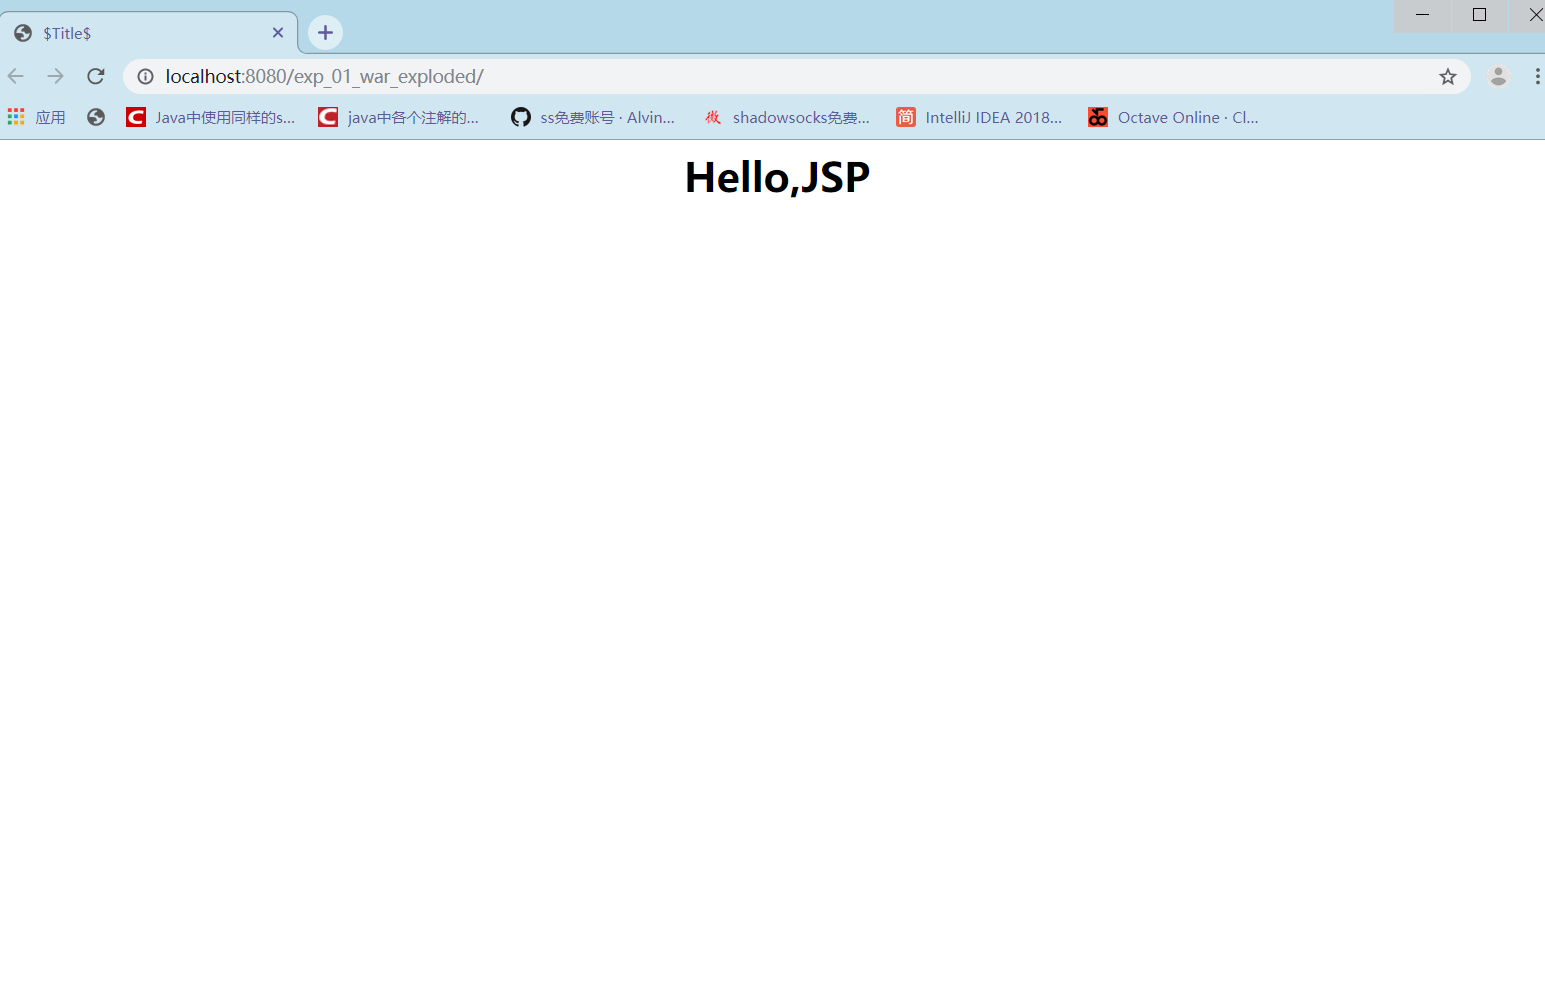 $Title$
localhost:8080/exp_01_war_exploded/
应用 Java中使用同样的s... java中各个注解的... ss免费账号 · Alvin... 微 shadowsocks免费... 简 IntelliJ IDEA 2018... Octave Online · Cl...
Hello,JSP